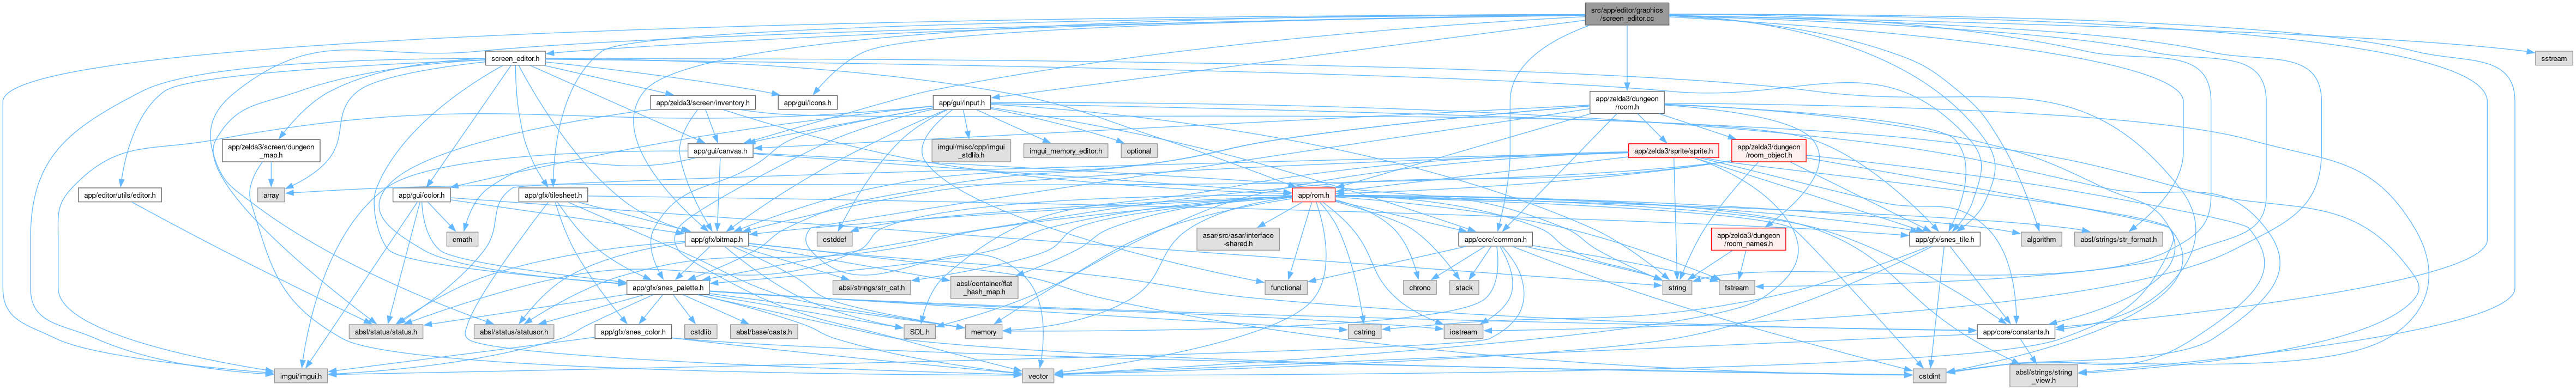 src/app/editor/graphics
/screen_editor.cc
sstream
screen_editor.h
app/zelda3/screen/inventory.h
app/gui/icons.h
app/gui/input.h
app/zelda3/dungeon
/room.h
app/zelda3/screen/dungeon
_map.h
app/gui/canvas.h
imgui/misc/cpp/imgui
_stdlib.h
imgui_memory_editor.h
optional
app/zelda3/sprite/sprite.h
app/zelda3/dungeon
/room_object.h
app/editor/utils/editor.h
array
app/gui/color.h
app/gfx/tilesheet.h
app/rom.h
cmath
app/gfx/bitmap.h
cstddef
asar/src/asar/interface
-shared.h
app/core/common.h
app/zelda3/dungeon
/room_names.h
app/gfx/snes_tile.h
algorithm
absl/strings/str_format.h
app/gfx/snes_palette.h
absl/strings/str_cat.h
absl/container/flat
_hash_map.h
functional
chrono
stack
string
fstream
absl/status/status.h
absl/status/statusor.h
app/gfx/snes_color.h
cstdlib
absl/base/casts.h
SDL.h
memory
cstring
iostream
app/core/constants.h
imgui/imgui.h
vector
cstdint
absl/strings/string
_view.h